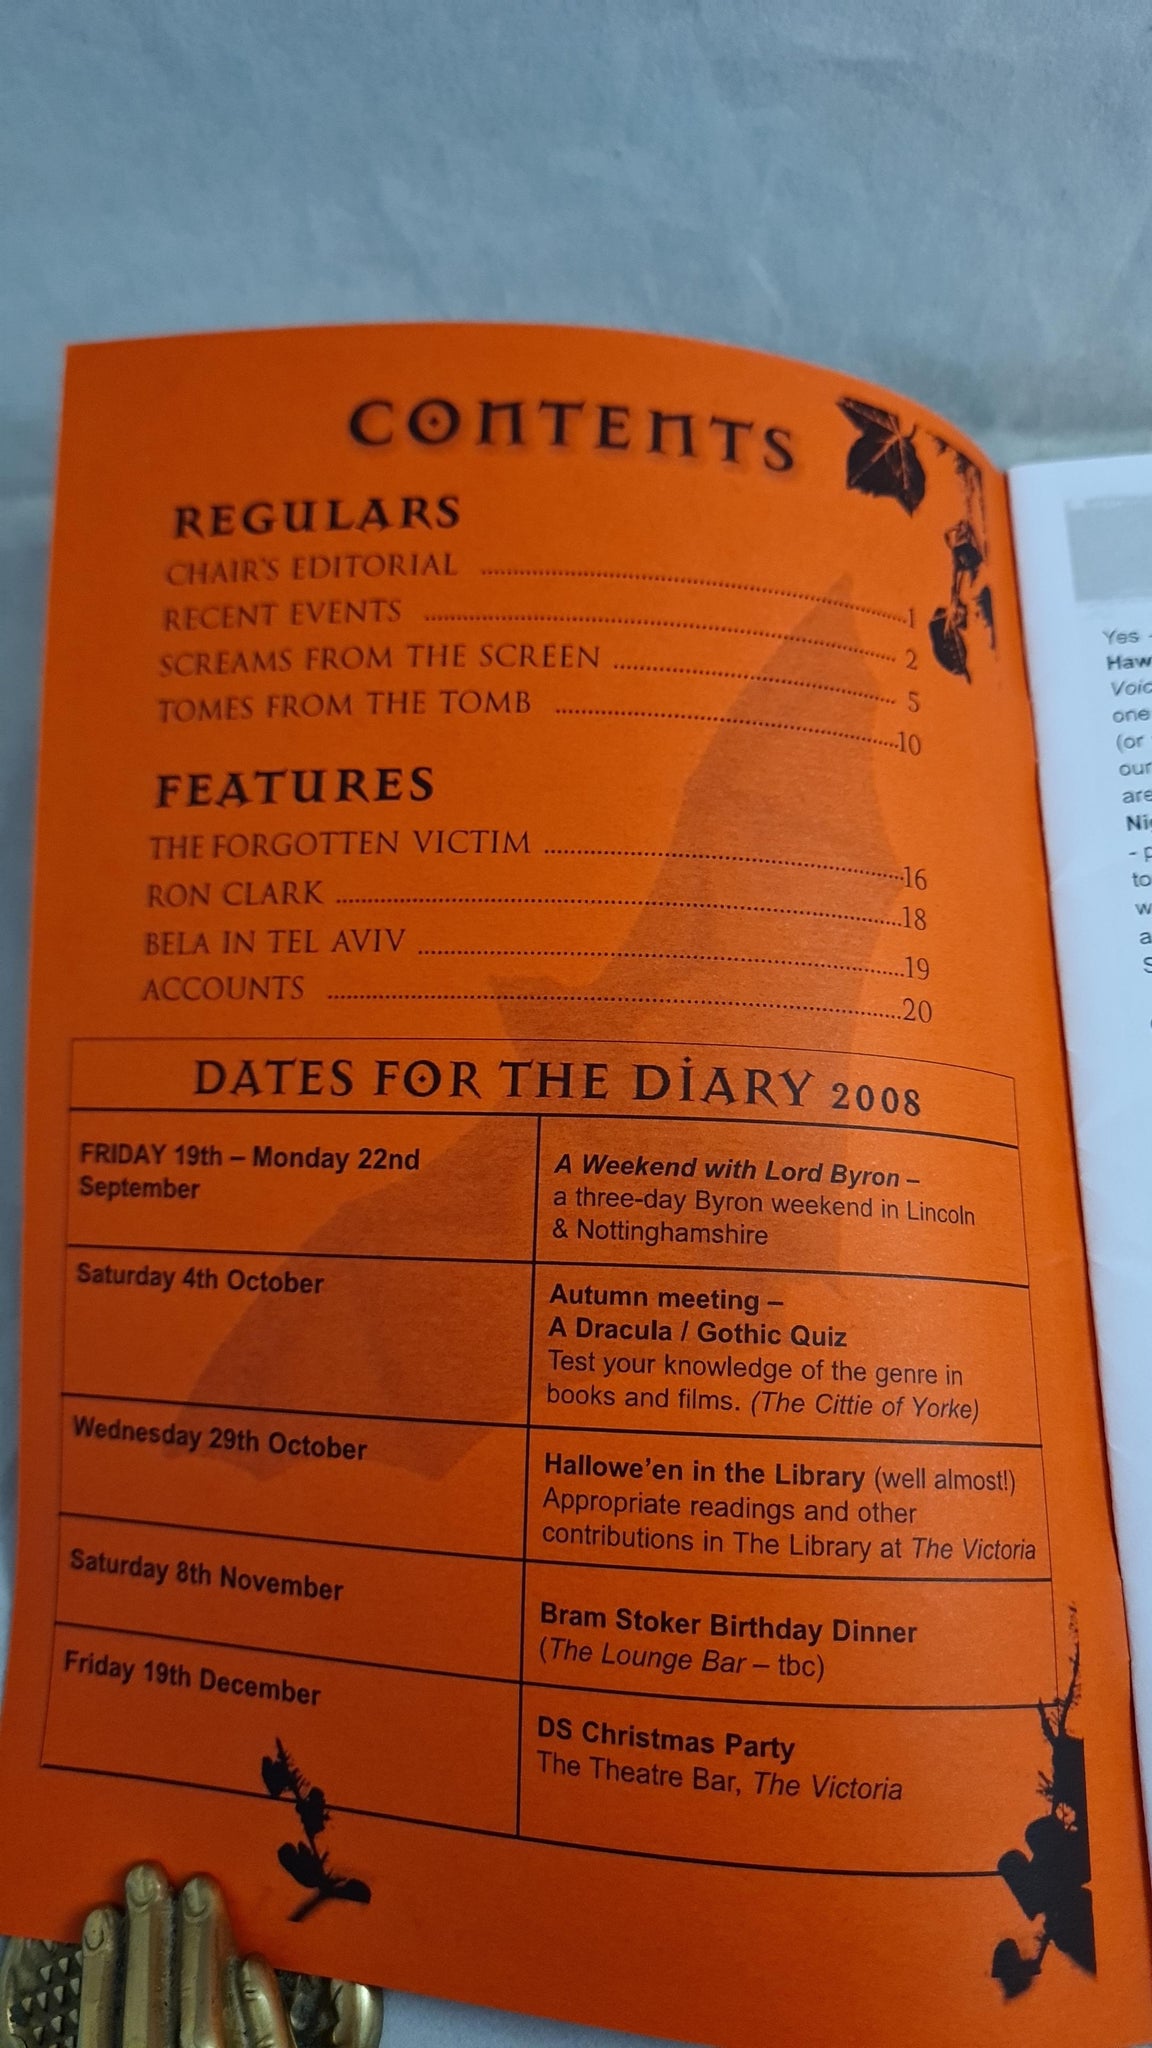 CONTENTS
REGULARS
CHAIR'S EDITORIAL ........ 1
RECENT EVENTS ........ 2
SCREAMS FROM THE SCREEN ........ 5
TOMES FROM THE TOMB ........ 10
FEATURES
THE FORGOTTEN VICTIM ........ 16
RON CLARK ........ 18
BELA IN TEL AVIV ........ 19
ACCOUNTS ........ 20
DATES FOR THE DIARY 2008
FRIDAY 19th – Monday 22nd
September
A Weekend with Lord Byron –
a three-day Byron weekend in Lincoln
& Nottinghamshire
Saturday 4th October
Autumn meeting –
A Dracula / Gothic Quiz
Test your knowledge of the genre in
books and films. (The Cittie of Yorke)
Wednesday 29th October
Hallowe'en in the Library (well almost!)
Appropriate readings and other
contributions in The Library at The Victoria
Saturday 8th November
Bram Stoker Birthday Dinner
(The Lounge Bar – tbc)
Friday 19th December
DS Christmas Party
The Theatre Bar, The Victoria
Yes -
Haw
Voic
one
(or
our
are
Ni
to
w
a
S